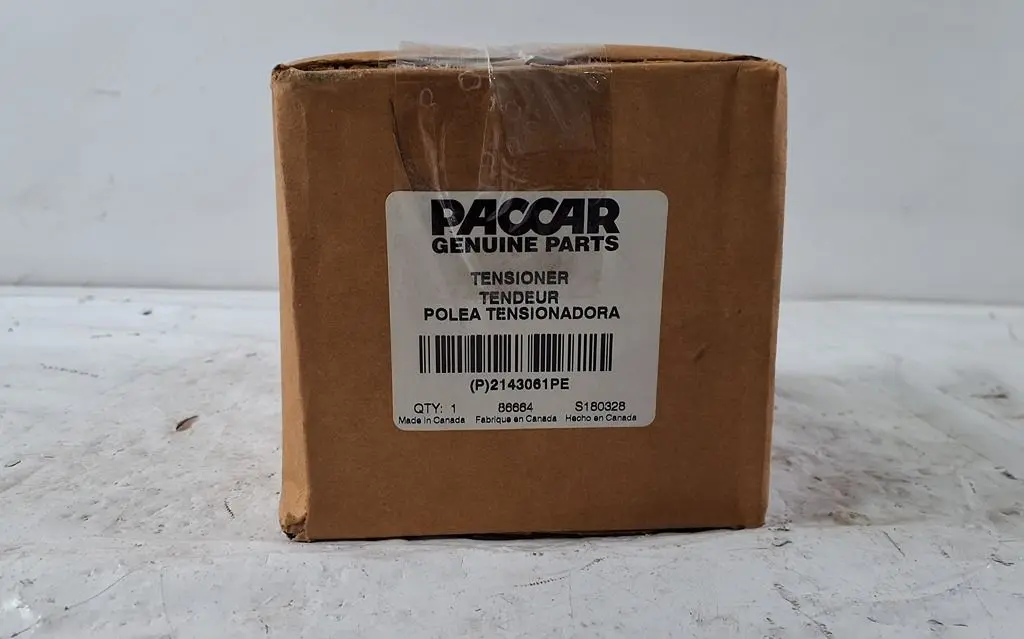 PACCAR
GENUINE PARTS
TENSIONER
TENDEUR
POLEA TENSIONADORA
(P)2143061PE
QTY: 1 86664 S180328
Made in Canada Fabrique en Canada Hecho en Canada